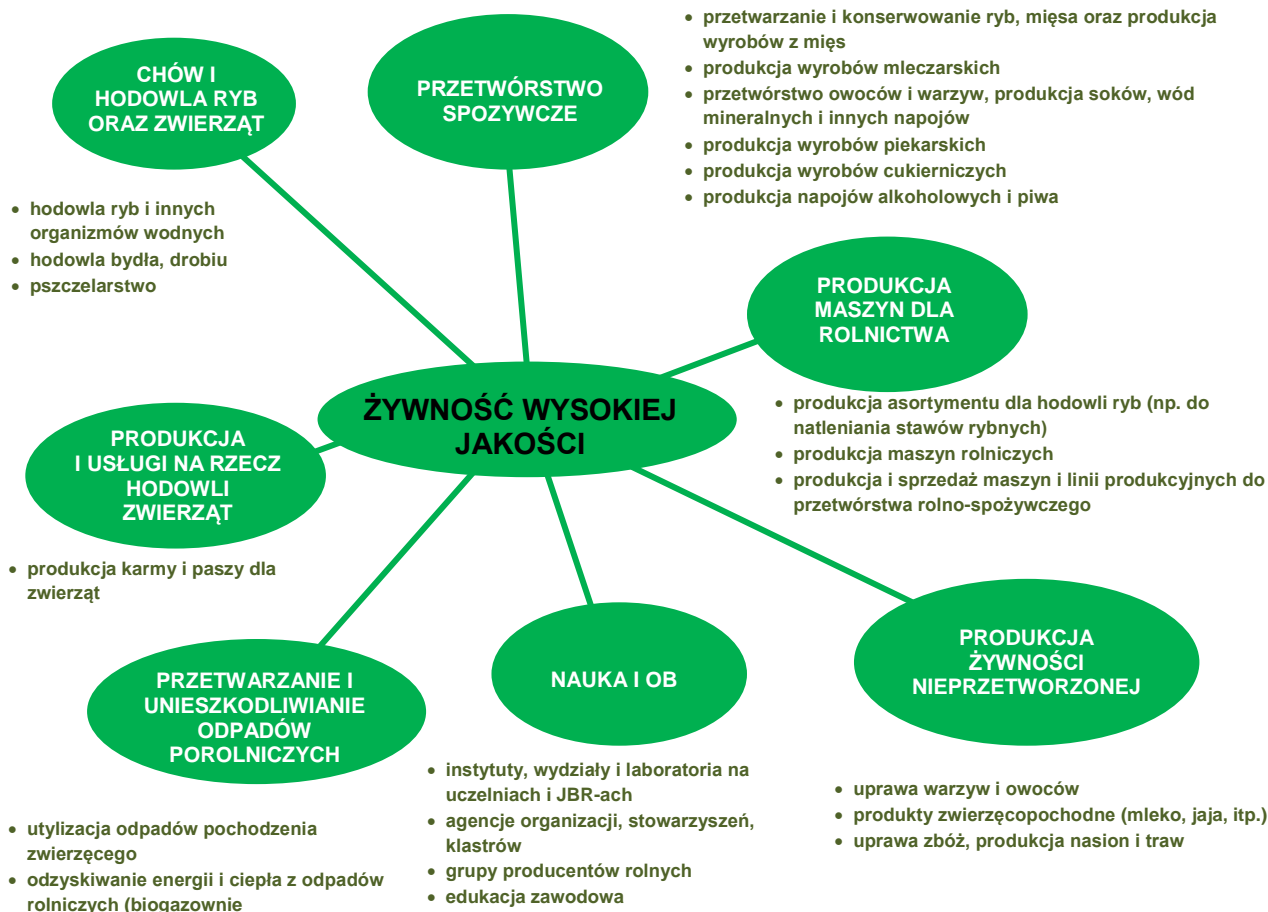 CHÓW I
HODOWLA RYB
ORAZ ZWIERZĄT
• hodowla ryb i innych
organizmów wodnych
• hodowla bydła, drobiu
• pszczelarstwo
PRZETWÓRSTWO
SPOZYWCZE
• przetwarzanie i konserwowanie ryb, mięsa oraz produkcja
wyrobów z mięs
• produkcja wyrobów mleczarskich
• przetwórstwo owoców i warzyw, produkcja soków, wód
mineralnych i innych napojów
• produkcja wyrobów piekarskich
• produkcja wyrobów cukierniczych
• produkcja napojów alkoholowych i piwa
PRODUKCJA
MASZYN DLA
ROLNICTWA
• produkcja asortymentu dla hodowli ryb (np. do
natleniania stawów rybnych)
• produkcja maszyn rolniczych
• produkcja i sprzedaż maszyn i linii produkcyjnych do
przetwórstwa rolno-spożywczego
ŻYWNOŚĆ WYSOKIEJ
JAKOŚCI
PRODUKCJA
I USŁUGI NA RZECZ
HODOWLI
ZWIERZĄT
• produkcja karmy i paszy dla
zwierząt
PRZETWARZANIE I
UNIESZKODLIWIANIE
ODPADÓW
POROLNICZYCH
• utylizacja odpadów pochodzenia
zwierzęcego
• odzyskiwanie energii i ciepła z odpadów
rolniczych (biogazownie
NAUKA I OB
• instytuty, wydziały i laboratoria na
uczelniach i JBR-ach
• agencje organizacji, stowarzyszeń,
klastrów
• grupy producentów rolnych
• edukacja zawodowa
PRODUKCJA
ŻYWNOŚCI
NIEPRZETWORZONEJ
• uprawa warzyw i owoców
• produkty zwierzęcopochodne (mleko, jaja, itp.)
• uprawa zbóż, produkcja nasion i traw